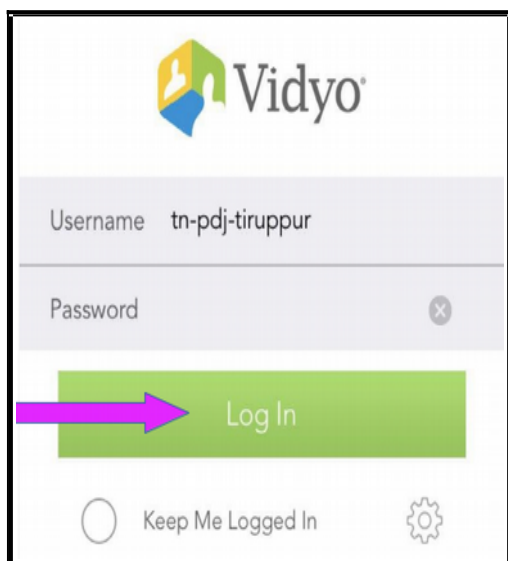 Vidyo
Username tn-pdj-tiruppur
Password
Log In
Keep Me Logged In